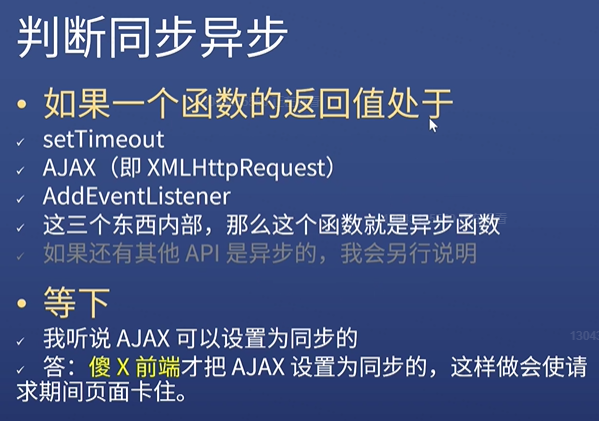 判断同步异步
• 如果一个函数的返回值处于
✓ setTimeout
✓ AJAX（即 XMLHttpRequest）
✓ AddEventListener
✓ 这三个东西内部，那么这个函数就是异步函数
✓ 如果还有其他 API 是异步的，我会另行说明
• 等下
✓ 我听说 AJAX 可以设置为同步的
✓ 答：傻 X 前端才把 AJAX 设置为同步的，这样做会使请
求期间页面卡住。